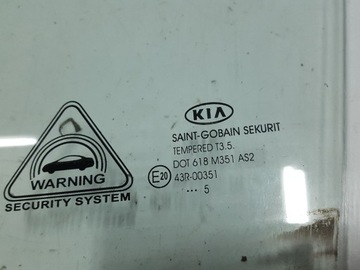 KIA
SAINT-GOBAIN SEKURIT
TEMPERED T3.5.
DOT 618 M351 AS2
E20 43R-00351
... 5
WARNING
SECURITY SYSTEM